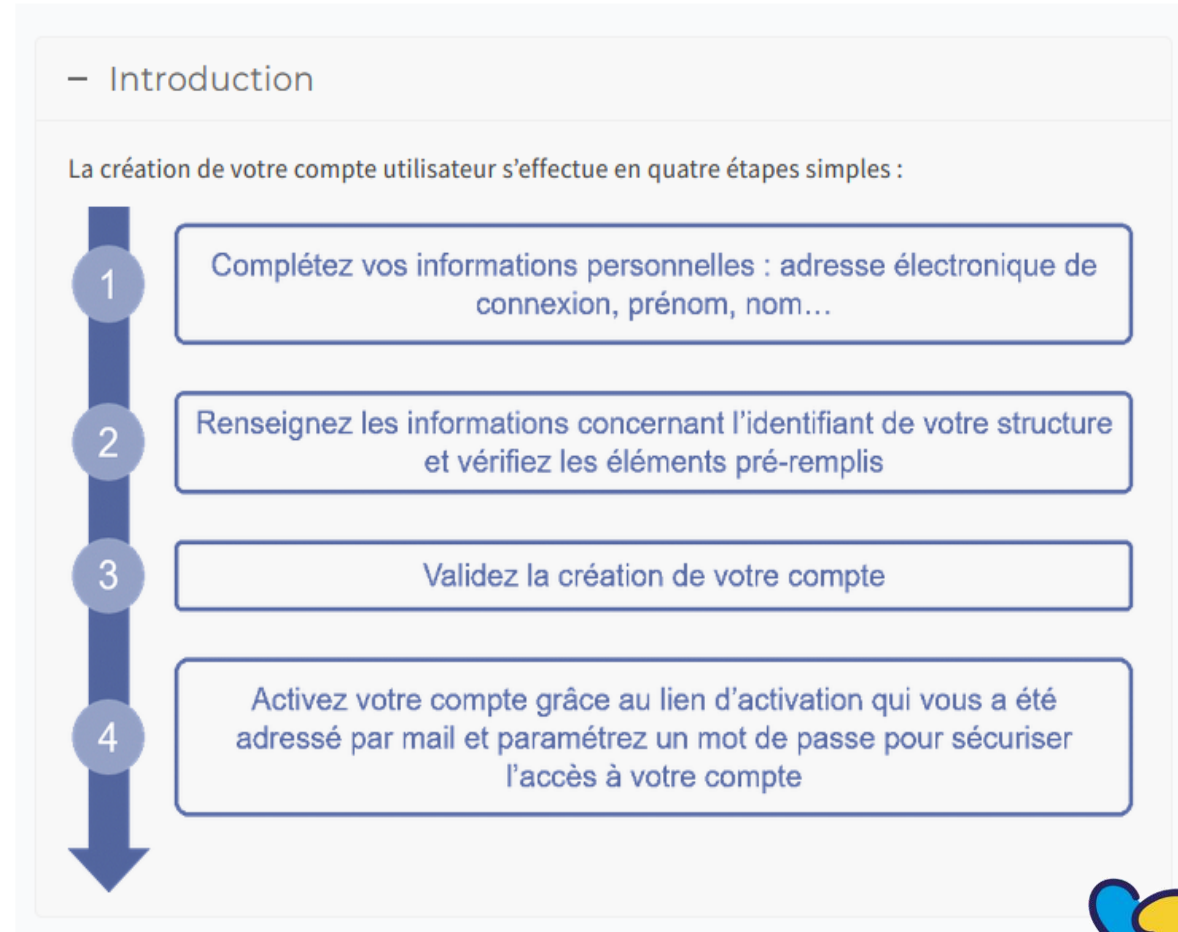 – Introduction
La création de votre compte utilisateur s’effectue en quatre étapes simples :
1
Complétez vos informations personnelles : adresse électronique de
connexion, prénom, nom…
2
Renseignez les informations concernant l’identifiant de votre structure
et vérifiez les éléments pré-remplis
3
Validez la création de votre compte
4
Activez votre compte grâce au lien d’activation qui vous a été
adressé par mail et paramétrez un mot de passe pour sécuriser
l’accès à votre compte